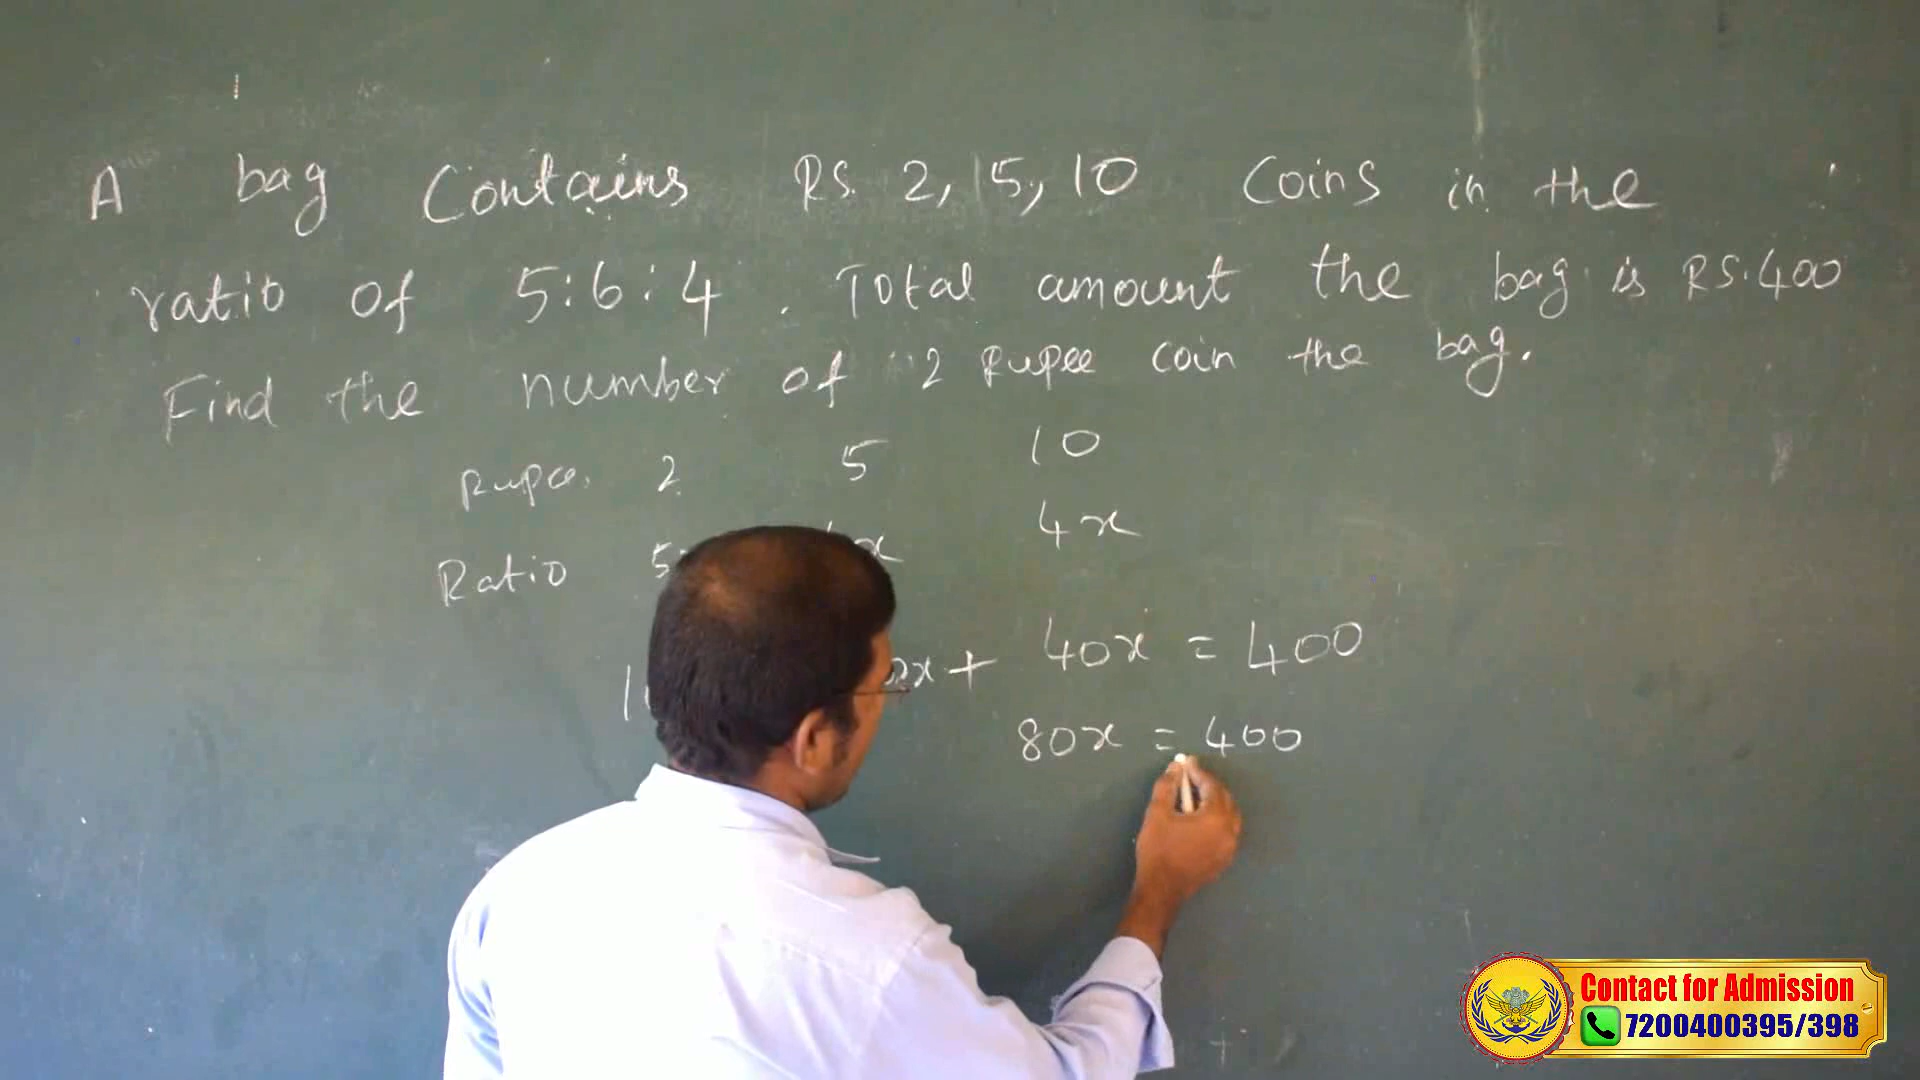 A bag Contains RS. 2, 15, 10 Coins in the
ratio of 5:6:4. Total amount the bag is RS.400
Find the number of 2 Rupee coin the bag.
Rupee. 2 5 10
Ratio 5 x 4x
x + 40x = 400
80x = 400
Contact for Admission
7200400395/398